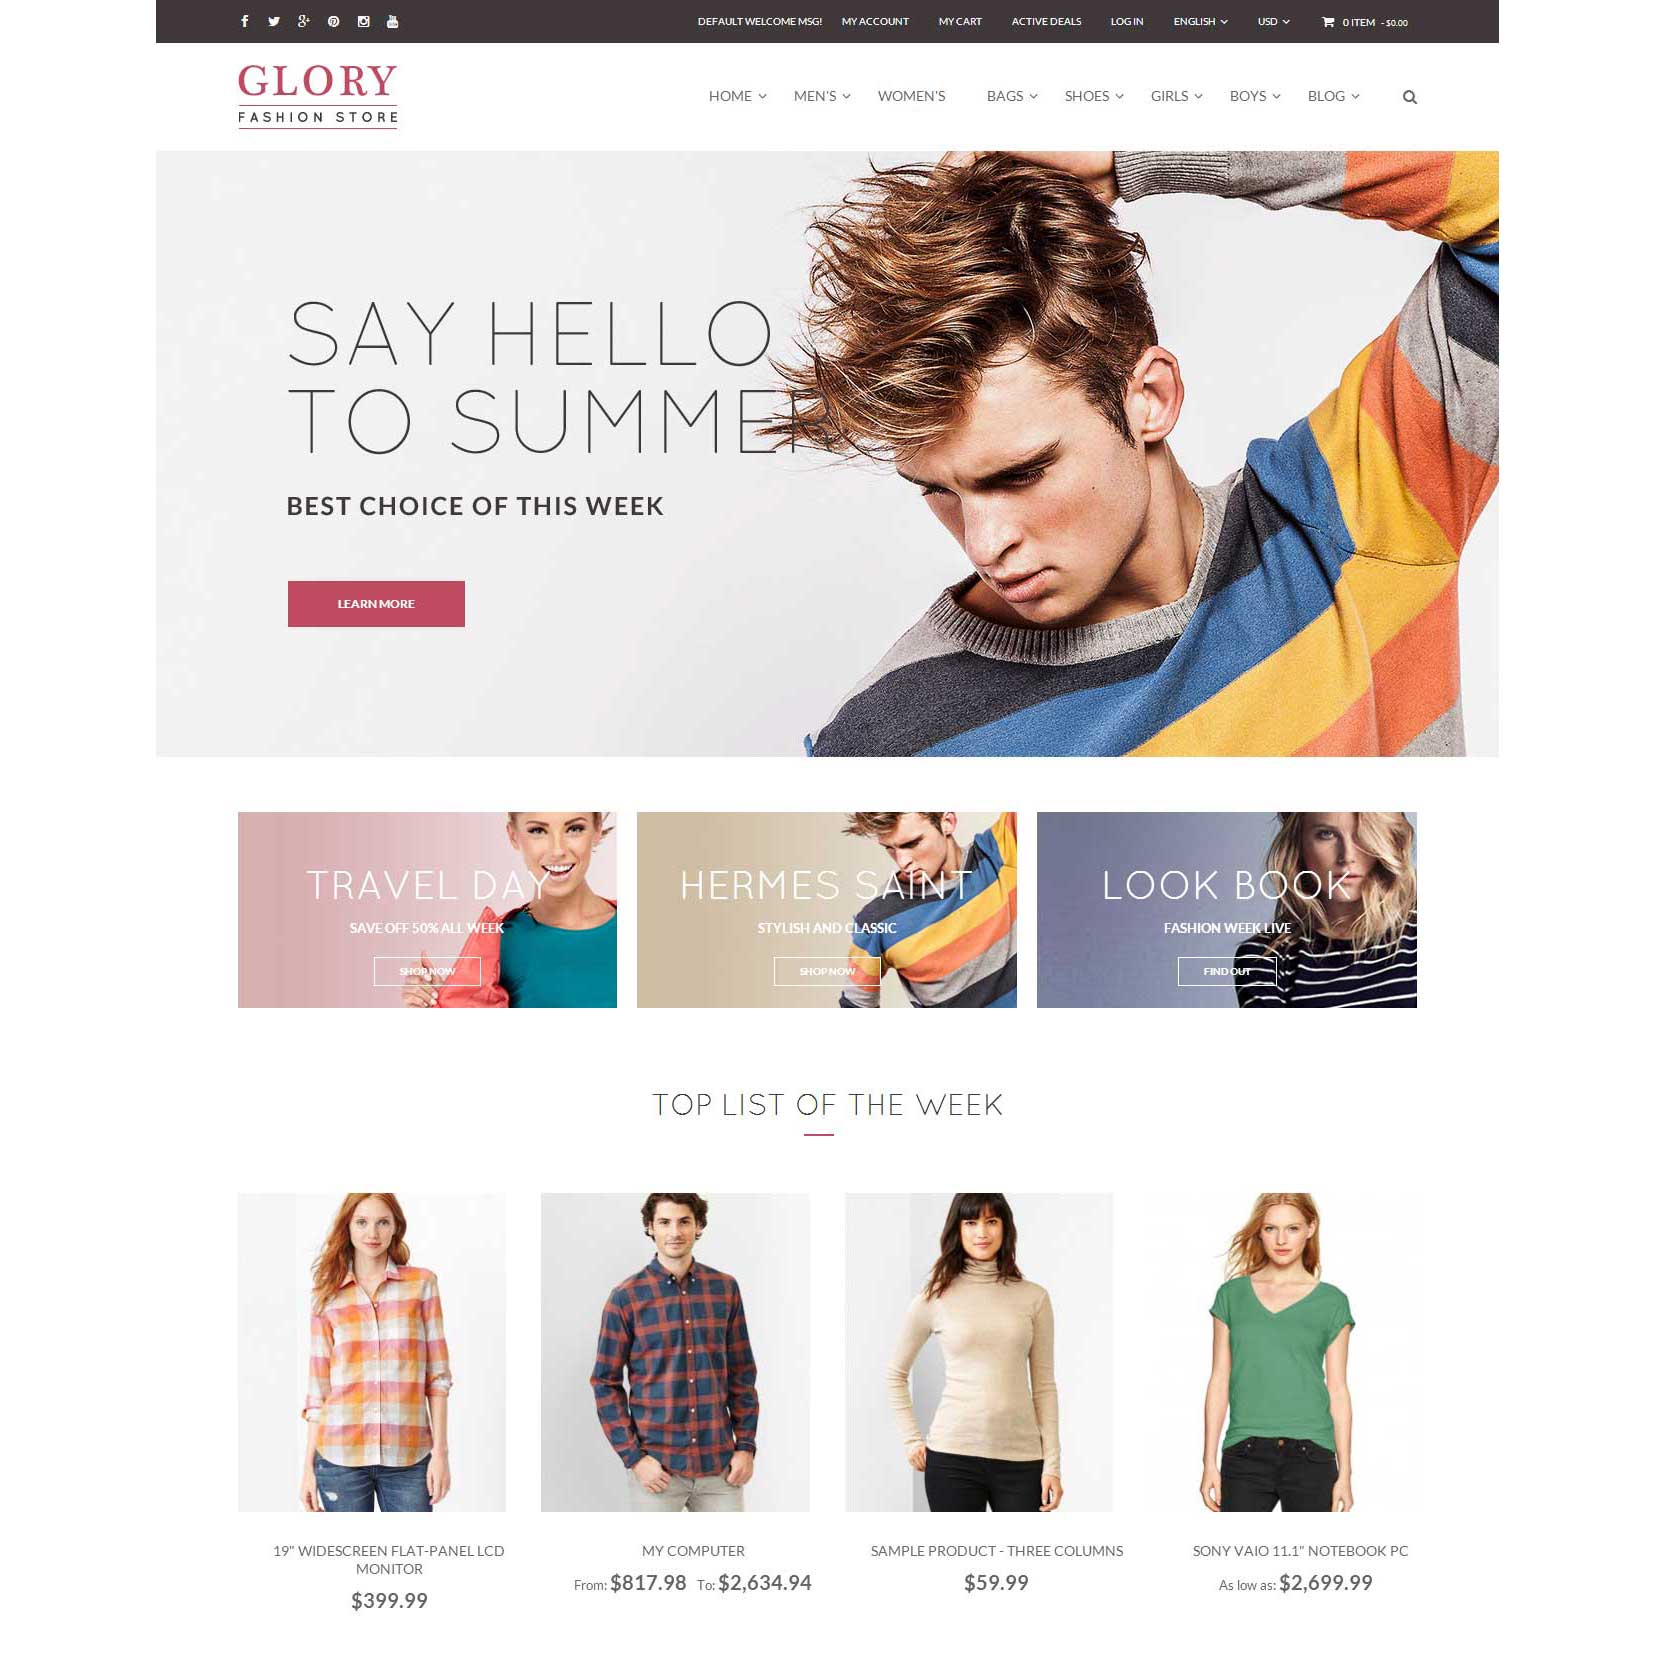 DEFAULT WELCOME MSG! MY ACCOUNT MY CART ACTIVE DEALS LOG IN ENGLISH USD 0 ITEM - $0.00
GLORY
FASHION STORE
HOME MEN'S WOMEN'S BAGS SHOES GIRLS BOYS BLOG
SAY HELLO
TO SUMMER
BEST CHOICE OF THIS WEEK
LEARN MORE
TRAVEL DAY
SAVE OFF 50% ALL WEEK
SHOP NOW
HERMES SAINT
STYLISH AND CLASSIC
SHOP NOW
LOOK BOOK
FASHION WEEK LIVE
FIND OUT
TOP LIST OF THE WEEK
19" WIDESCREEN FLAT-PANEL LCD
MONITOR
$399.99
MY COMPUTER
From: $817.98 To: $2,634.94
SAMPLE PRODUCT - THREE COLUMNS
$59.99
SONY VAIO 11.1" NOTEBOOK PC
As low as: $2,699.99